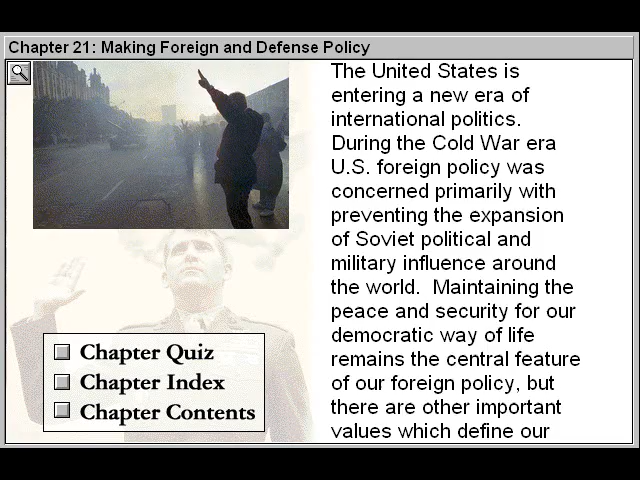 Chapter 21: Making Foreign and Defense Policy
The United States is
entering a new era of
international politics.
During the Cold War era
U.S. foreign policy was
concerned primarily with
preventing the expansion
of Soviet political and
military influence around
the world.  Maintaining the
peace and security for our
democratic way of life
remains the central feature
of our foreign policy, but
there are other important
values which define our
Chapter Quiz
Chapter Index
Chapter Contents